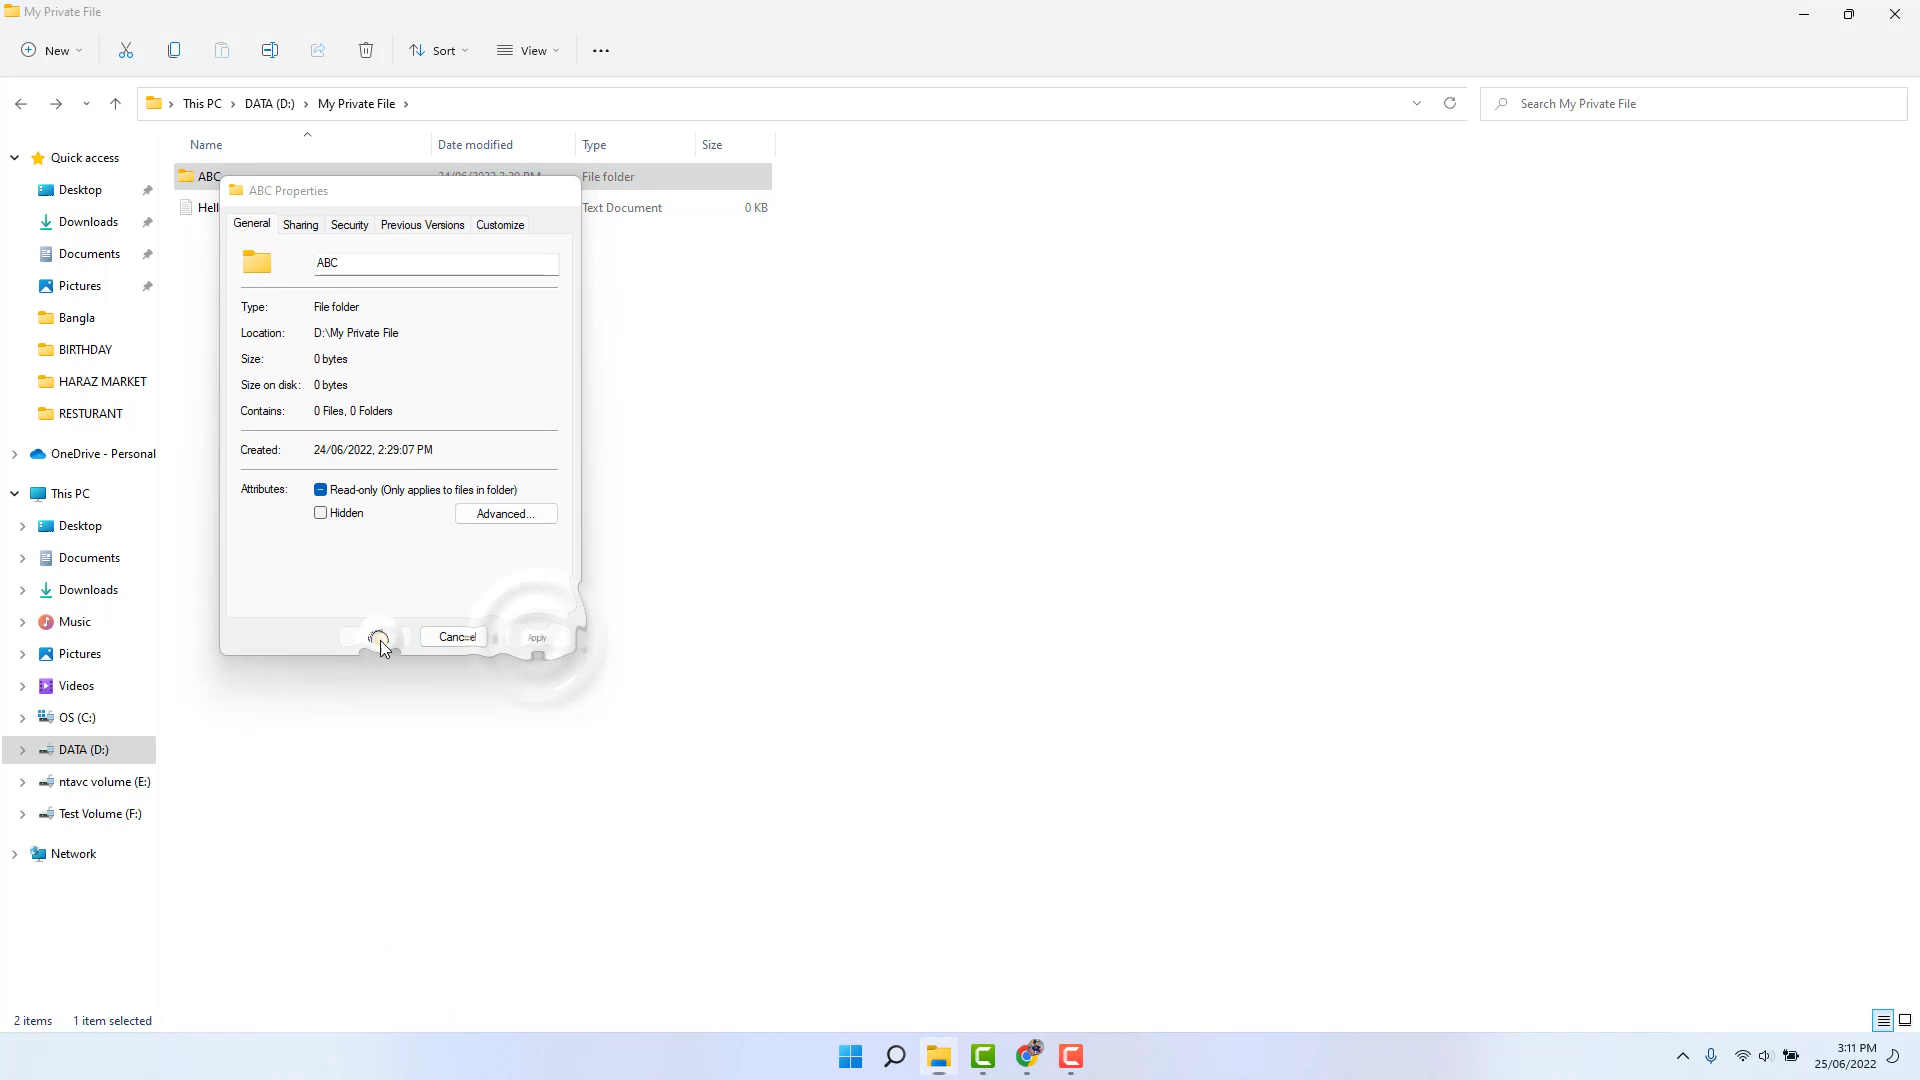 My Private File
New
Sort
View
This PC
DATA (D:)
My Private File
Search My Private File
Name
Date modified
Type
Size
Quick access
Desktop
Downloads
Documents
Pictures
Bangla
BIRTHDAY
HARAZ MARKET
RESTURANT
OneDrive - Personal
This PC
Desktop
Documents
Downloads
Music
Pictures
Videos
OS (C:)
DATA (D:)
ntavc volume (E:)
Test Volume (F:)
Network
ABC
File folder
Hell
Text Document
0 KB
ABC Properties
General
Sharing
Security
Previous Versions
Customize
ABC
Type:
File folder
Location:
D:\My Private File
Size:
0 bytes
Size on disk:
0 bytes
Contains:
0 Files, 0 Folders
Created:
24/06/2022, 2:29:07 PM
Attributes:
Read-only (Only applies to files in folder)
Hidden
Advanced...
Cancel
Apply
2 items
1 item selected
3:11 PM
25/06/2022